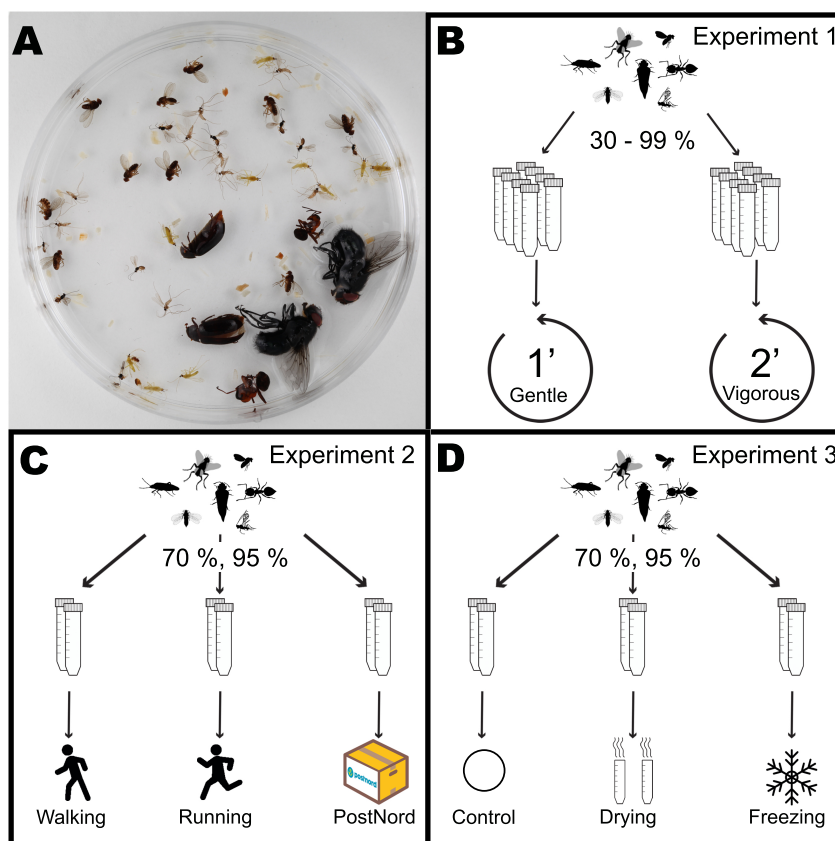 A
B
Experiment 1
30 - 99 %
1’
Gentle
2’
Vigorous
C
Experiment 2
70 %, 95 %
postnord
Walking
Running
PostNord
D
Experiment 3
70 %, 95 %
Control
Drying
Freezing